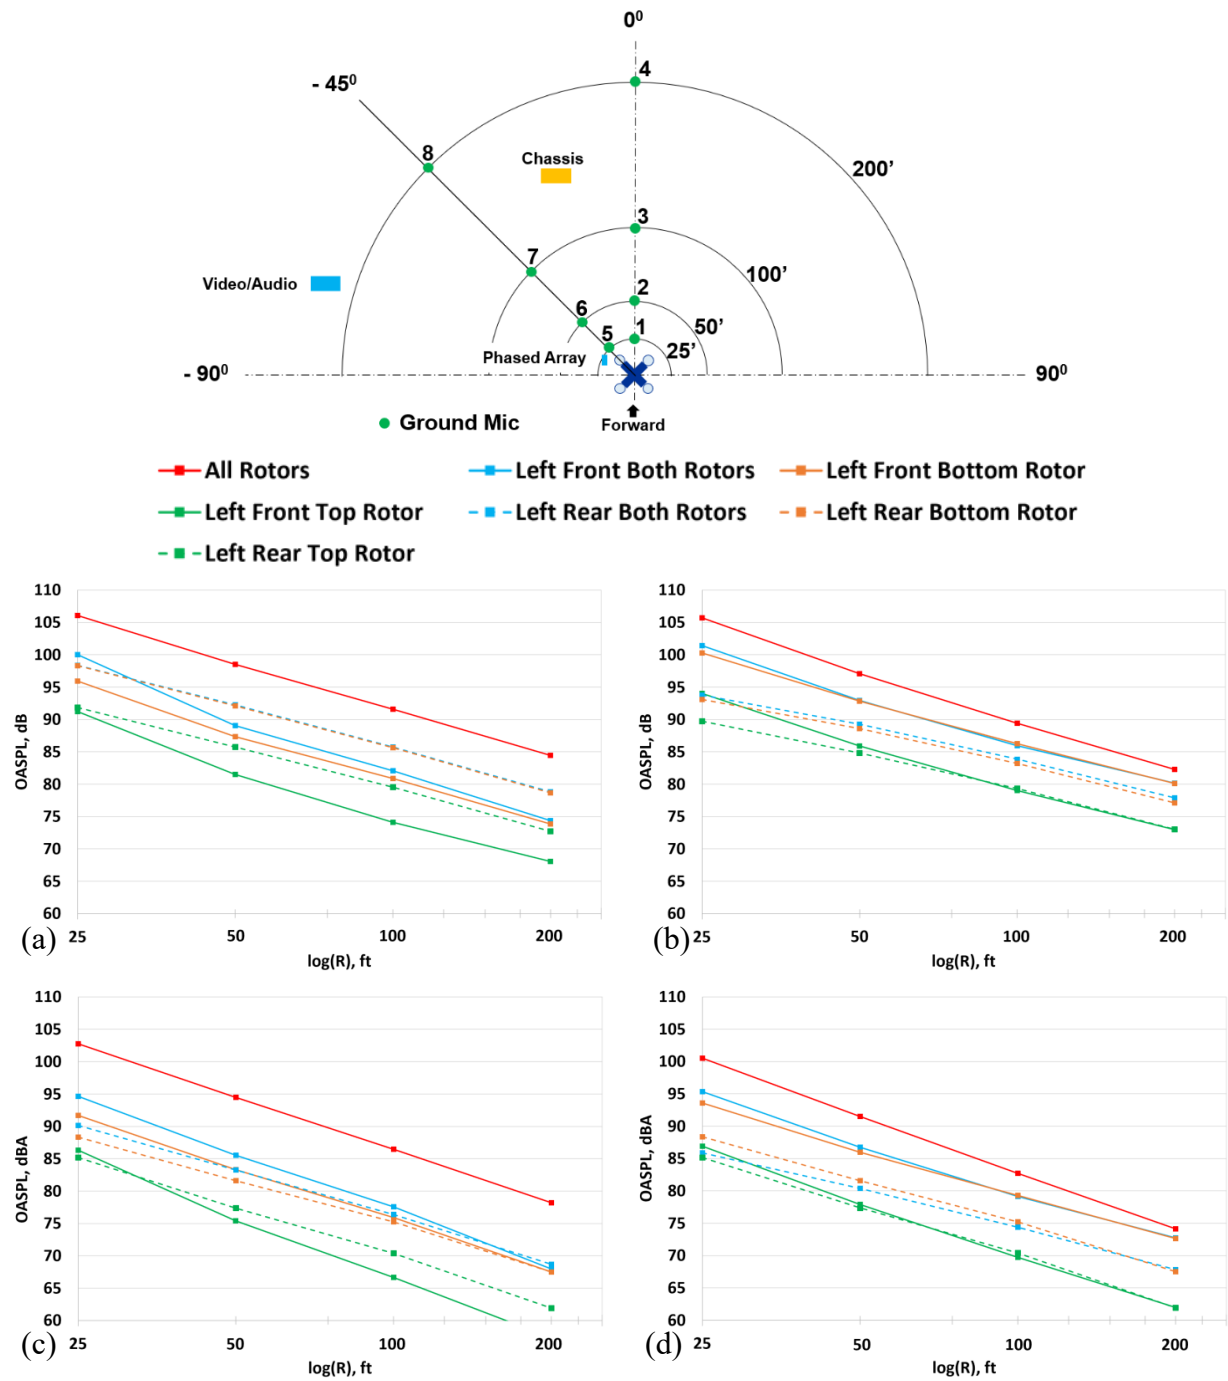 0⁰
4
- 45⁰
8
Chassis
200’
3
7
100’
Video/Audio
2
6
50’
5
1
25’
Phased Array
- 90⁰
90⁰
Ground Mic
Forward
All Rotors
Left Front Both Rotors
Left Front Bottom Rotor
Left Front Top Rotor
Left Rear Both Rotors
Left Rear Bottom Rotor
Left Rear Top Rotor
110
105
100
95
90
85
80
75
70
65
60
OASPL, dB
25 50 100 200
log(R), ft
(a)
110
105
100
95
90
85
80
75
70
65
60
OASPL, dB
25 50 100 200
log(R), ft
(b)
110
105
100
95
90
85
80
75
70
65
60
OASPL, dBA
25 50 100 200
log(R), ft
(c)
110
105
100
95
90
85
80
75
70
65
60
OASPL, dBA
25 50 100 200
log(R), ft
(d)